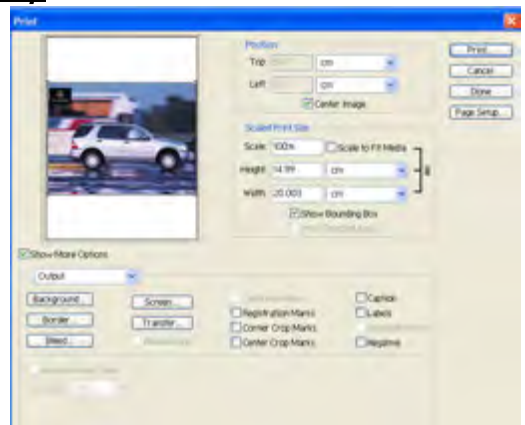 Print
Position
Top
cm
Left
cm
Center Image
Scaled Print Size
Scale: 100%
Scale to Fit Media
Height: 14.99
cm
Width: 20.003
cm
Show Bounding Box
Print...
Cancel
Done
Page Setup...
Show More Options
Output
Background...
Screen...
Border...
Transfer...
Bleed...
Registration Marks
Corner Crop Marks
Center Crop Marks
Caption
Labels
Negative